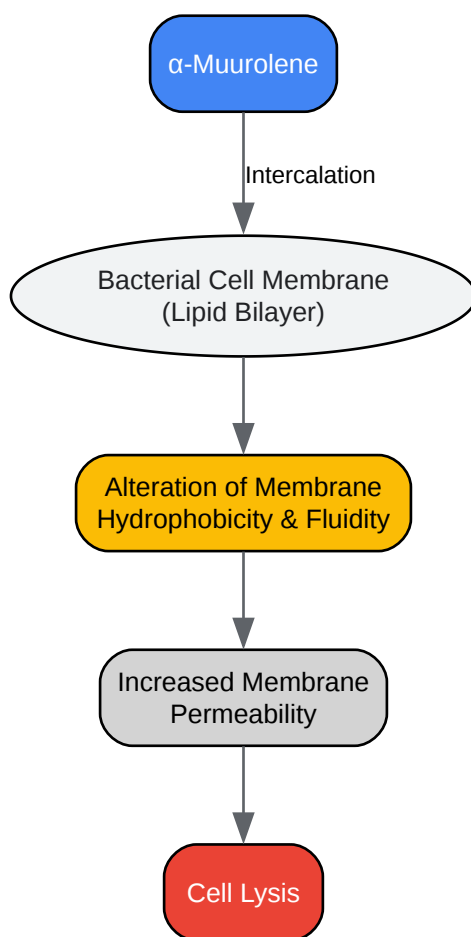 α-Muurolene
Intercalation
Bacterial Cell Membrane
(Lipid Bilayer)
Alteration of Membrane
Hydrophobicity & Fluidity
Increased Membrane
Permeability
Cell Lysis